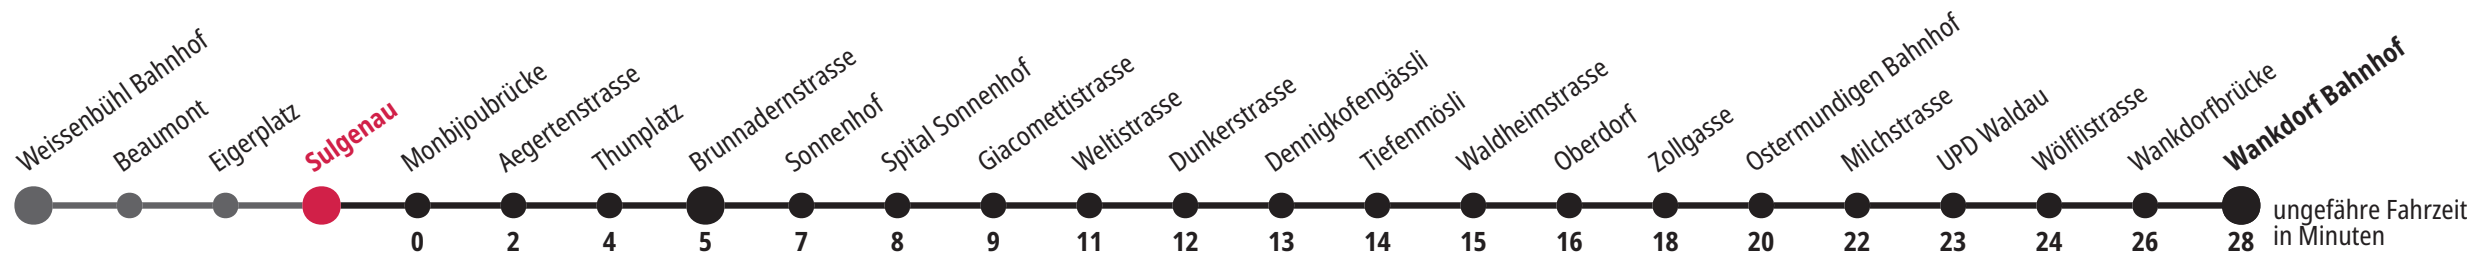 Weissenbühl Bahnhof
Beaumont
Eigerplatz
Sulgenau
Monbijoubrücke
Aegertenstrasse
Thunplatz
Brunnadernstrasse
Sonnenhof
Spital Sonnenhof
Giacomettistrasse
Weltistrasse
Dunkerstrasse
Dennigkofengässli
Tiefenmösli
Waldheimstrasse
Oberdorf
Zollgasse
Ostermundigen Bahnhof
Milchstrasse
UPD Waldau
Wölflistrasse
Wankdorfbrücke
Wankdorf Bahnhof
0 2 4 5 7 8 9 11 12 13 14 15 16 18 20 22 23 24 26 28
ungefähre Fahrzeit
in Minuten